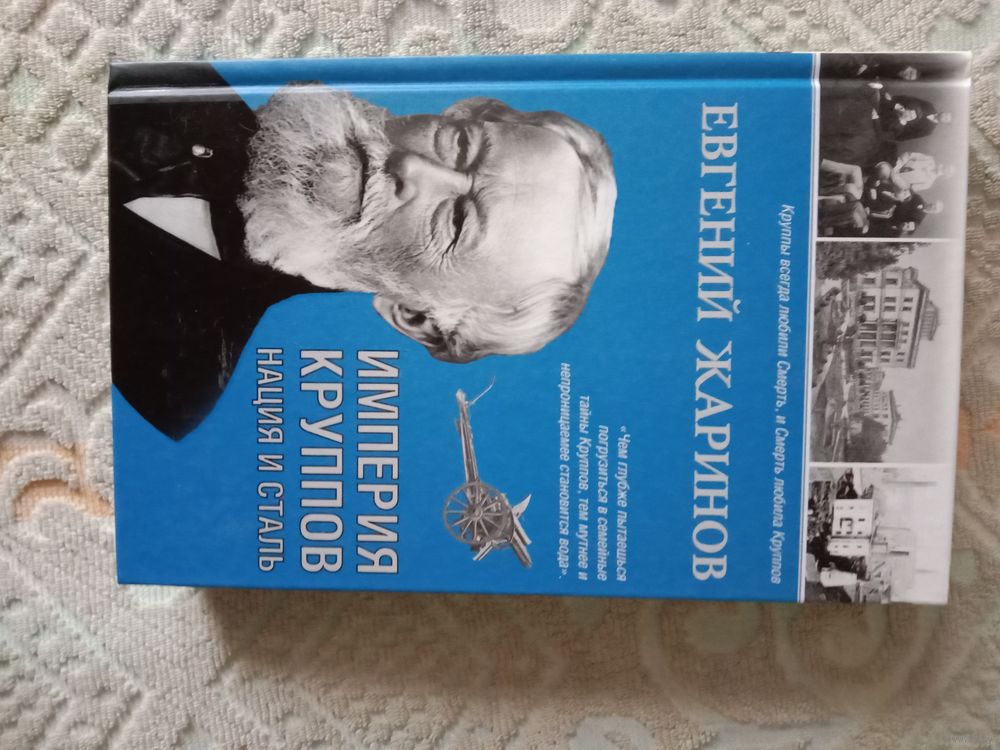 Круппы всегда любили Смерть, и Смерть любила Круппов
ЕВГЕНИЙ ЖАРИНОВ
«Чем глубже пытаешься
погрузиться в семейные
тайны Круппов, тем мутнее и
непроницаемее становится вода».
ИМПЕРИЯ
КРУППОВ
НАЦИЯ И СТАЛЬ